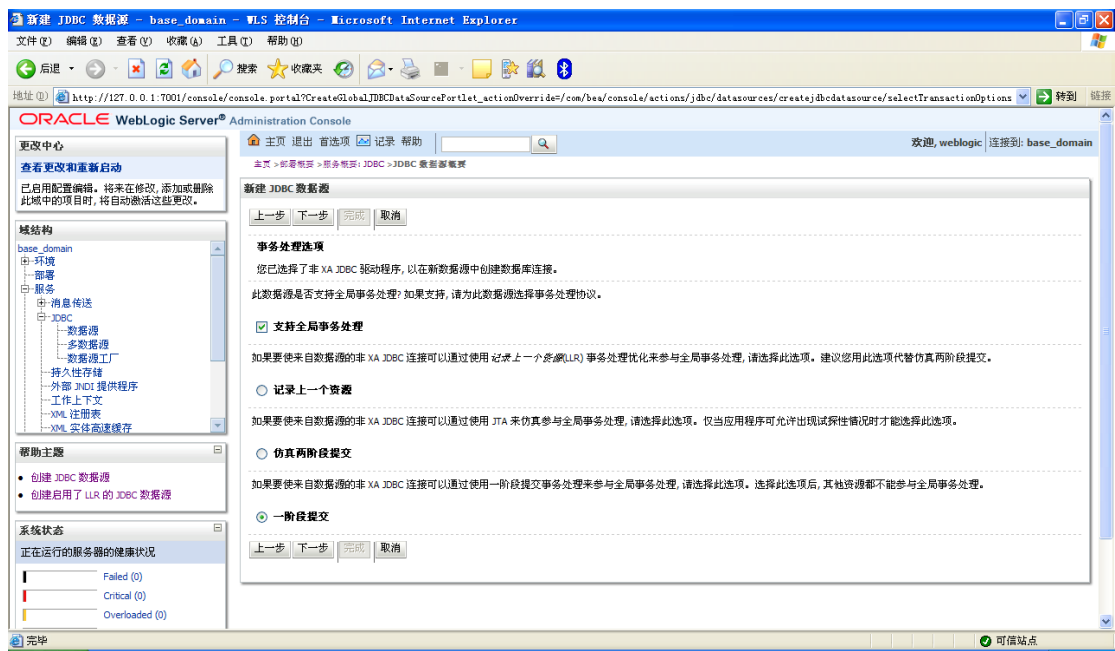 新建 JDBC 数据源 - base_domain - WLS 控制台 - Microsoft Internet Explorer
文件(F) 编辑(E) 查看(V) 收藏(A) 工具(T) 帮助(H)
后退 搜索 收藏夹
地址(D) http://127.0.0.1:7001/console/console.portal?CreateGlobalJDBCDataSourcePortlet_actionOverride=/com/bea/console/actions/jdbc/datasources/createjdbcdatasource/selectTransactionOptions 转到 链接
ORACLE WebLogic Server® Administration Console
更改中心
查看更改和重新启动
已启用配置编辑。将来在修改, 添加或删除
此域中的项目时, 将自动激活这些更改。
域结构
base_domain
环境
部署
服务
消息传送
JDBC
数据源
多数据源
数据源工厂
持久性存储
外部 JNDI 提供程序
工作上下文
XML 注册表
XML 实体高速缓存
帮助主题
创建 JDBC 数据源
创建启用了 LLR 的 JDBC 数据源
系统状态
正在运行的服务器的健康状况
Failed (0)
Critical (0)
Overloaded (0)
主页 退出 首选项 记录 帮助
欢迎, weblogic 连接到: base_domain
主页 >部署概要 >服务概要: JDBC >JDBC 数据源概要
新建 JDBC 数据源
上一步 下一步 完成 取消
事务处理选项
您已选择了非 XA JDBC 驱动程序, 以在新数据源中创建数据库连接。
此数据源是否支持全局事务处理? 如果支持, 请为此数据源选择事务处理协议。
支持全局事务处理
如果要使来自数据源的非 XA JDBC 连接可以通过使用 记录上一个资源(LLR) 事务处理优化来参与全局事务处理, 请选择此选项。建议您用此选项代替仿真两阶段提交。
记录上一个资源
如果要使来自数据源的非 XA JDBC 连接可以通过使用 JTA 来仿真参与全局事务处理, 请选择此选项。仅当应用程序可允许出现试探性情况时才能选择此选项。
仿真两阶段提交
如果要使来自数据源的非 XA JDBC 连接可以通过使用一阶段提交事务处理来参与全局事务处理, 请选择此选项。选择此选项后, 其他资源都不能参与全局事务处理。
一阶段提交
上一步 下一步 完成 取消
完毕 可信站点